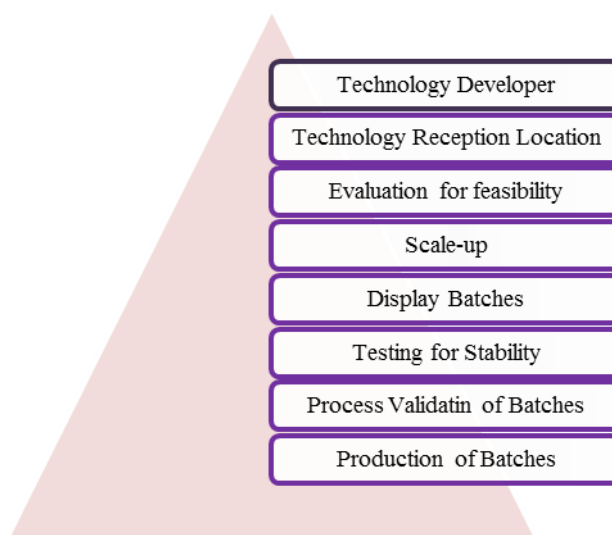 Technology Developer
Technology Reception Location
Evaluation for feasibility
Scale-up
Display Batches
Testing for Stability
Process Validatin of Batches
Production of Batches